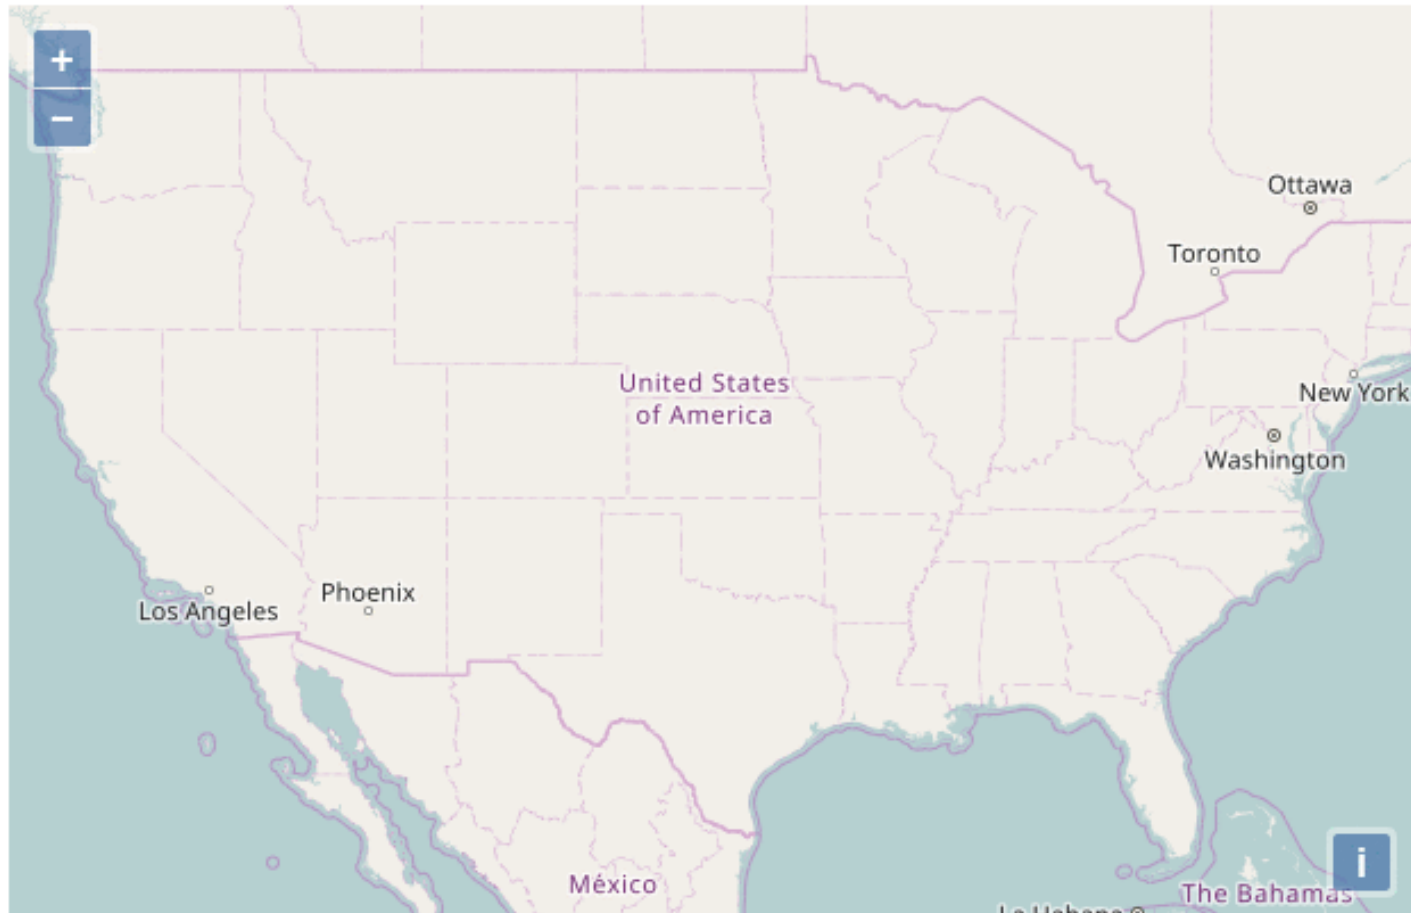 +
−
Ottawa
Toronto
United States
of America
New York
Washington
Phoenix
Los Angeles
México
The Bahamas
i